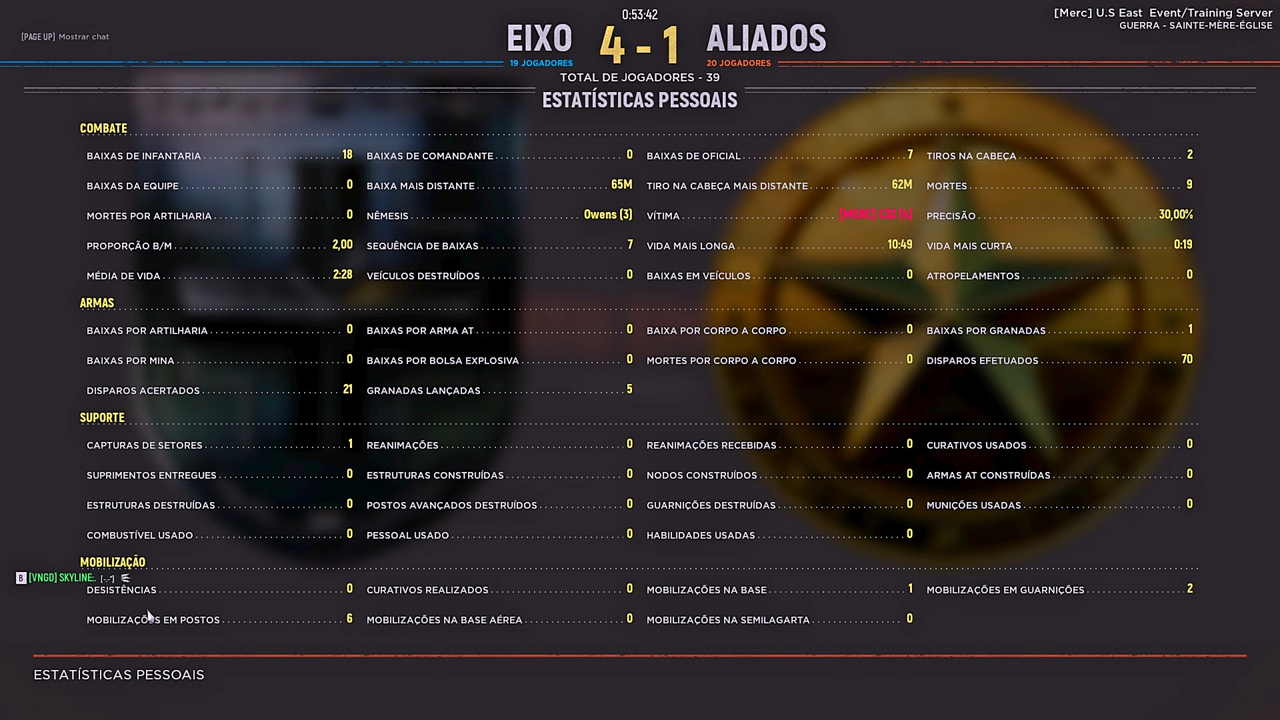 0:53:42
[Merc] U.S East Event/Training Server
GUERRA - SAINTE-MÈRE-ÉGLISE
[PAGE UP] Mostrar chat
EIXO 4 - 1 ALIADOS
19 JOGADORES 20 JOGADORES
TOTAL DE JOGADORES - 39
ESTATÍSTICAS PESSOAIS
COMBATE
BAIXAS DE INFANTARIA 18 BAIXAS DE COMANDANTE 0 BAIXAS DE OFICIAL 7 TIROS NA CABEÇA 2
BAIXAS DA EQUIPE 0 BAIXA MAIS DISTANTE 65M TIRO NA CABEÇA MAIS DISTANTE 62M MORTES 9
MORTES POR ARTILHARIA 0 NÊMESIS Owens (3) VÍTIMA PRECISÃO 30,00%
PROPORÇÃO B/M 2,00 SEQUÊNCIA DE BAIXAS 7 VIDA MAIS LONGA 10:49 VIDA MAIS CURTA 0:19
MÉDIA DE VIDA 2:28 VEÍCULOS DESTRUÍDOS 0 BAIXAS EM VEÍCULOS 0 ATROPELAMENTOS 0
ARMAS
BAIXAS POR ARTILHARIA 0 BAIXAS POR ARMA AT 0 BAIXA POR CORPO A CORPO 0 BAIXAS POR GRANADAS 1
BAIXAS POR MINA 0 BAIXAS POR BOLSA EXPLOSIVA 0 MORTES POR CORPO A CORPO 0 DISPAROS EFETUADOS 70
DISPAROS ACERTADOS 21 GRANADAS LANÇADAS 5
SUPORTE
CAPTURAS DE SETORES 1 REANIMAÇÕES 0 REANIMAÇÕES RECEBIDAS 0 CURATIVOS USADOS 0
SUPRIMENTOS ENTREGUES 0 ESTRUTURAS CONSTRUÍDAS 0 NODOS CONSTRUÍDOS 0 ARMAS AT CONSTRUÍDAS 0
ESTRUTURAS DESTRUÍDAS 0 POSTOS AVANÇADOS DESTRUÍDOS 0 GUARNIÇÕES DESTRUÍDAS 0 MUNIÇÕES USADAS 0
COMBUSTÍVEL USADO 0 PESSOAL USADO 0 HABILIDADES USADAS 0
MOBILIZAÇÃO
B [VNGD] SKYLINE:. [-.-]
DESISTÊNCIAS 0 CURATIVOS REALIZADOS 0 MOBILIZAÇÕES NA BASE 1 MOBILIZAÇÕES EM GUARNIÇÕES 2
MOBILIZAÇÕES EM POSTOS 6 MOBILIZAÇÕES NA BASE AÉREA 0 MOBILIZAÇÕES NA SEMILAGARTA 0
ESTATÍSTICAS PESSOAIS